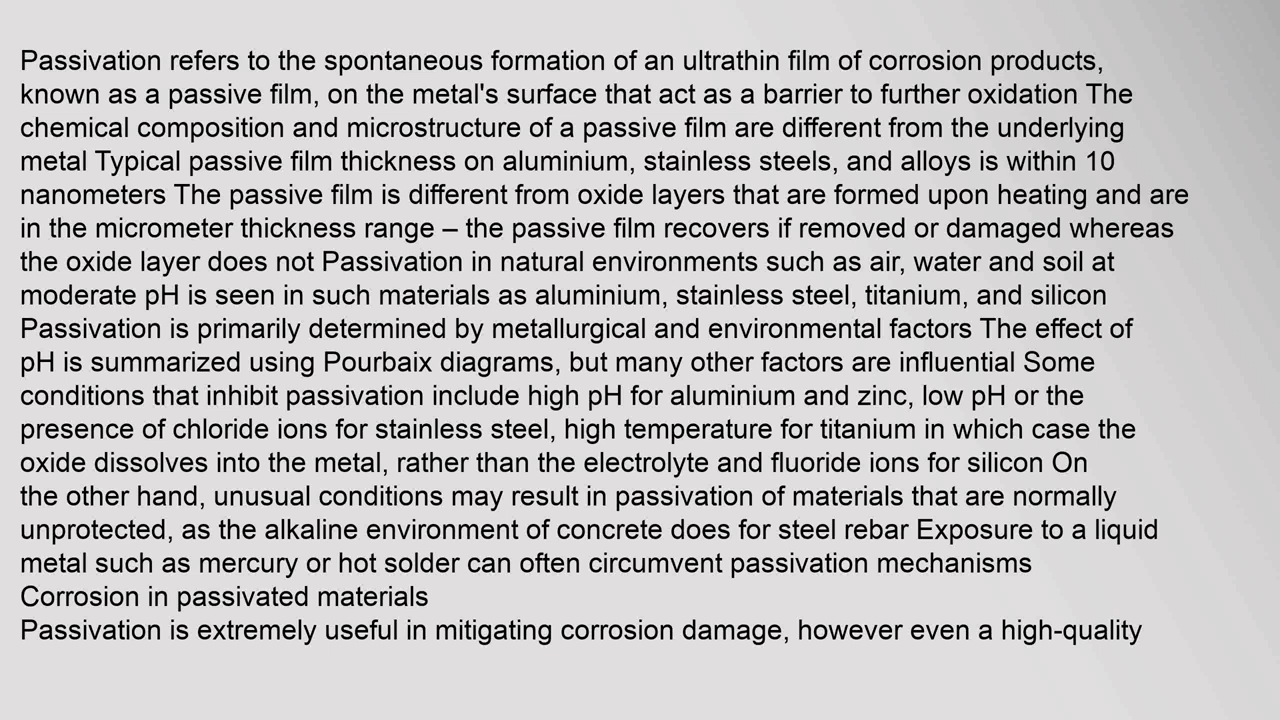 Passivation refers to the spontaneous formation of an ultrathin film of corrosion products,
known as a passive film, on the metal's surface that act as a barrier to further oxidation The
chemical composition and microstructure of a passive film are different from the underlying
metal Typical passive film thickness on aluminium, stainless steels, and alloys is within 10
nanometers The passive film is different from oxide layers that are formed upon heating and are
in the micrometer thickness range – the passive film recovers if removed or damaged whereas
the oxide layer does not Passivation in natural environments such as air, water and soil at
moderate pH is seen in such materials as aluminium, stainless steel, titanium, and silicon
Passivation is primarily determined by metallurgical and environmental factors The effect of
pH is summarized using Pourbaix diagrams, but many other factors are influential Some
conditions that inhibit passivation include high pH for aluminium and zinc, low pH or the
presence of chloride ions for stainless steel, high temperature for titanium in which case the
oxide dissolves into the metal, rather than the electrolyte and fluoride ions for silicon On
the other hand, unusual conditions may result in passivation of materials that are normally
unprotected, as the alkaline environment of concrete does for steel rebar Exposure to a liquid
metal such as mercury or hot solder can often circumvent passivation mechanisms
Corrosion in passivated materials
Passivation is extremely useful in mitigating corrosion damage, however even a high-quality